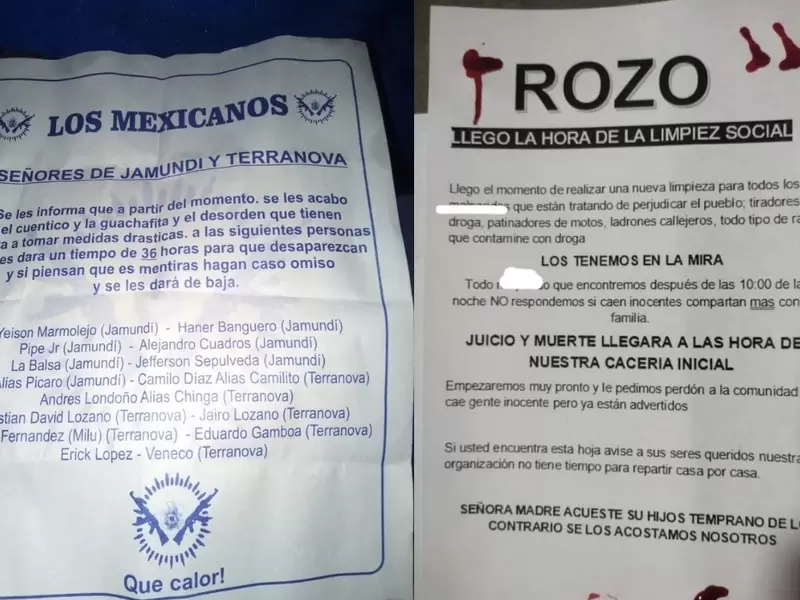 LOS MEXICANOS
SEÑORES DE JAMUNDI Y TERRANOVA
Se les informa que a partir del momento. se les acabo
el cuentico y la guachafita y el desorden que tienen
a a tomar medidas drasticas. a las siguientes personas
es dara un tiempo de 36 horas para que desaparezcan
y si piensan que es mentiras hagan caso omiso
y se les dará de baja.
Yeison Marmolejo (Jamundí) - Haner Banguero (Jamundí)
Pipe Jr (Jamundí) - Alejandro Cuadros (Jamundí)
La Balsa (Jamundí) - Jefferson Sepulveda (Jamundí)
lias Picaro (Jamundí) - Camilo Díaz Alias Camilito (Terranova)
Andres Londoño Alias Chinga (Terranova)
stian David Lozano (Terranova) - Jairo Lozano (Terranova)
Fernandez (Milu) (Terranova) - Eduardo Gamboa (Terranova)
Erick Lopez - Veneco (Terranova)
Que calor!
ROZO
LLEGO LA HORA DE LA LIMPIEZ SOCIAL
Llego el momento de realizar una nueva limpieza para todos los
que están tratando de perjudicar el pueblo; tiradores
droga, patinadores de motos, ladrones callejeros, todo tipo de ra
que contamine con droga
LOS TENEMOS EN LA MIRA
Todo o que encontremos después de las 10:00 de la
noche NO respondemos si caen inocentes compartan mas con
familia.
JUICIO Y MUERTE LLEGARA A LAS HORA DE
NUESTRA CACERIA INICIAL
Empezaremos muy pronto y le pedimos perdón a la comunidad
cae gente inocente pero ya están advertidos
Si usted encuentra esta hoja avise a sus seres queridos nuestra
organización no tiene tiempo para repartir casa por casa.
SEÑORA MADRE ACUESTE SU HIJOS TEMPRANO DE LO
CONTRARIO SE LOS ACOSTAMOS NOSOTROS